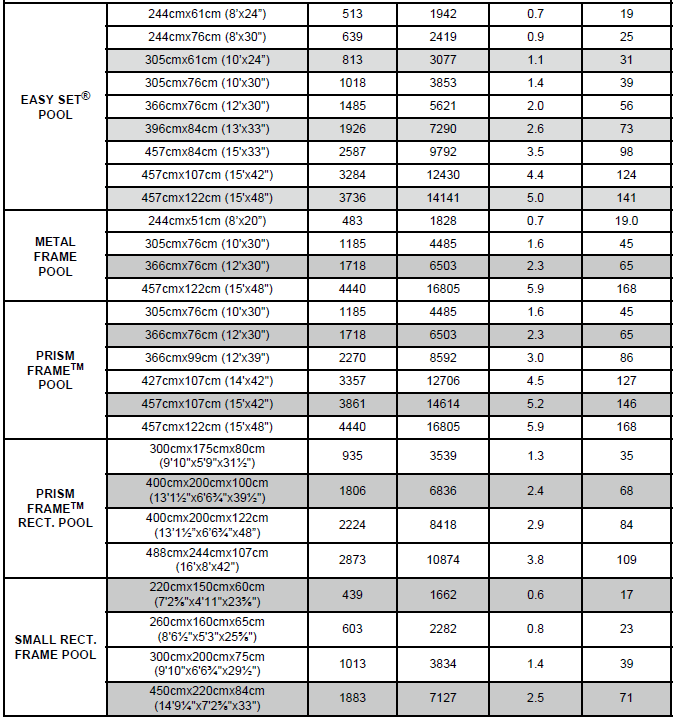 EASY SET® POOL
244cmx61cm (8'x24") 513 1942 0.7 19
244cmx76cm (8'x30") 639 2419 0.9 25
305cmx61cm (10'x24") 813 3077 1.1 31
305cmx76cm (10'x30") 1018 3853 1.4 39
366cmx76cm (12'x30") 1485 5621 2.0 56
396cmx84cm (13'x33") 1926 7290 2.6 73
457cmx84cm (15'x33") 2587 9792 3.5 98
457cmx107cm (15'x42") 3284 12430 4.4 124
457cmx122cm (15'x48") 3736 14141 5.0 141
METAL
FRAME
POOL
244cmx51cm (8'x20") 483 1828 0.7 19.0
305cmx76cm (10'x30") 1185 4485 1.6 45
366cmx76cm (12'x30") 1718 6503 2.3 65
457cmx122cm (15'x48") 4440 16805 5.9 168
PRISM
FRAME™
POOL
305cmx76cm (10'x30") 1185 4485 1.6 45
366cmx76cm (12'x30") 1718 6503 2.3 65
366cmx99cm (12'x39") 2270 8592 3.0 86
427cmx107cm (14'x42") 3357 12706 4.5 127
457cmx107cm (15'x42") 3861 14614 5.2 146
457cmx122cm (15'x48") 4440 16805 5.9 168
PRISM
FRAME™
RECT. POOL
300cmx175cmx80cm
(9'10"x5'9"x31½") 935 3539 1.3 35
400cmx200cmx100cm
(13'1½"x6'6¾"x39½") 1806 6836 2.4 68
400cmx200cmx122cm
(13'1½"x6'6¾"x48") 2224 8418 2.9 84
488cmx244cmx107cm
(16'x8'x42") 2873 10874 3.8 109
SMALL RECT.
FRAME POOL
220cmx150cmx60cm
(7'2⅝"x4'11"x23⅝") 439 1662 0.6 17
260cmx160cmx65cm
(8'6½"x5'3"x25⅝") 603 2282 0.8 23
300cmx200cmx75cm
(9'10"x6'6¾"x29½") 1013 3834 1.4 39
450cmx220cmx84cm
(14'9¼"x7'2⅝"x33") 1883 7127 2.5 71